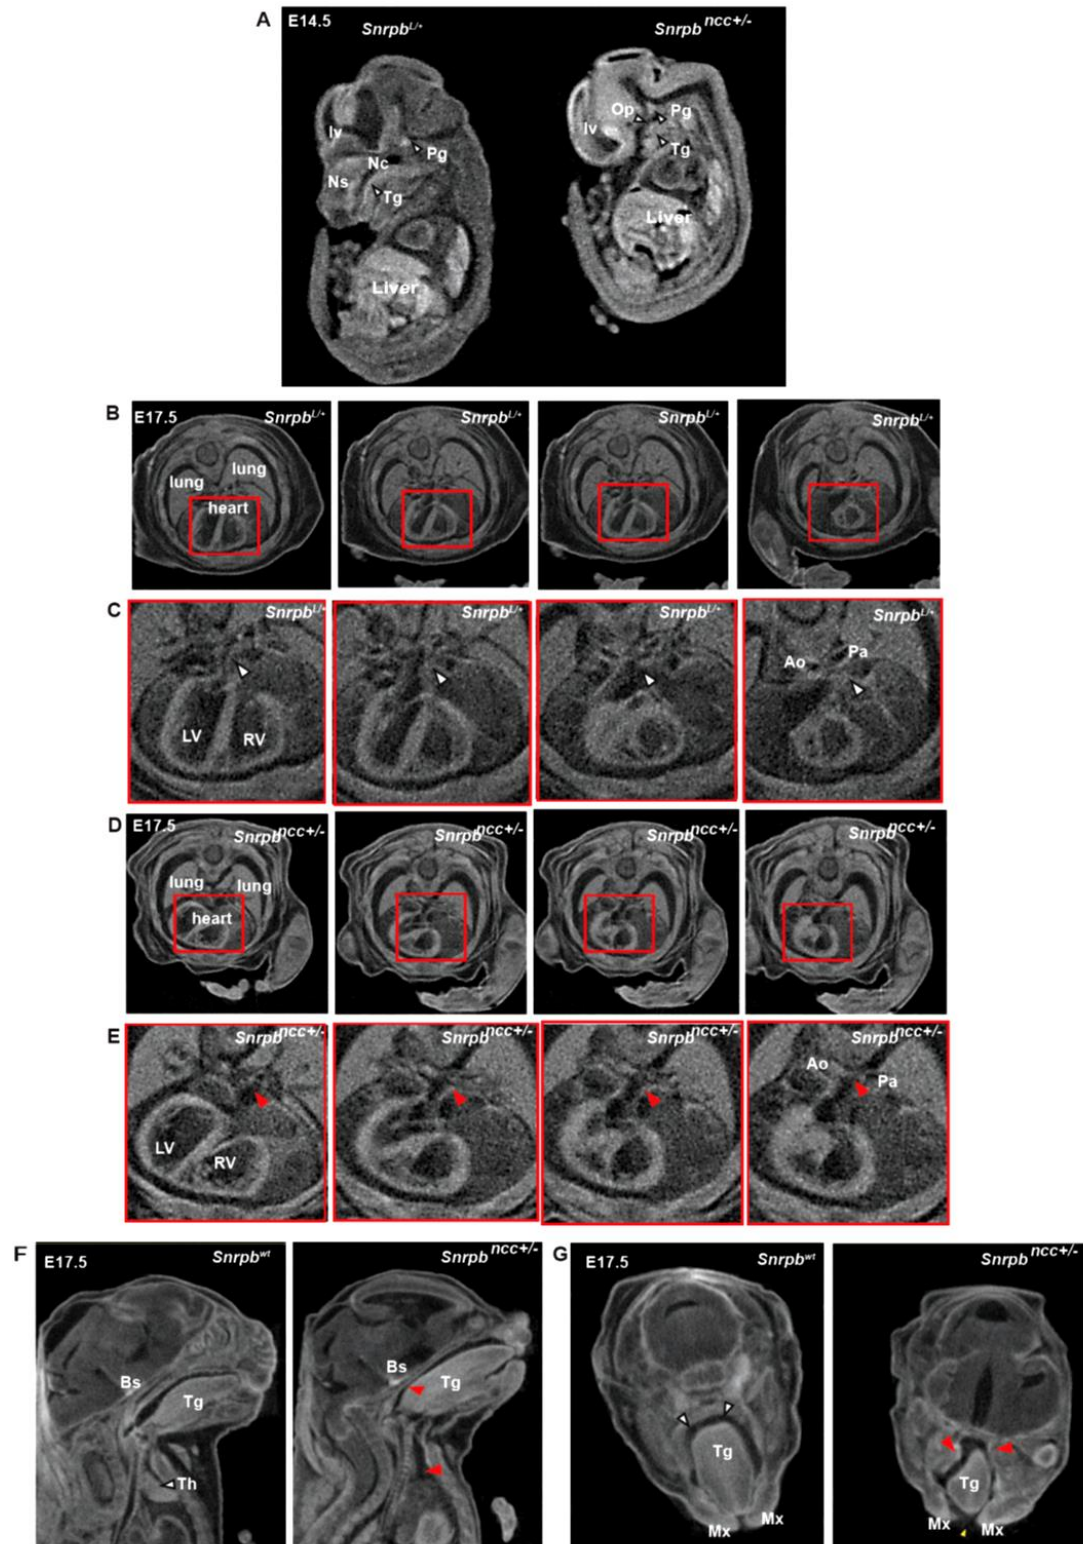 A E14.5 Snrpb^L/+ Snrpb^ncc+/-
lv Nc Pg Ns Tg Liver
Op Pg lv Tg Liver
B E17.5 Snrpb^L/+ Snrpb^L/+ Snrpb^L/+ Snrpb^L/+
lung lung
heart
C Snrpb^L/+ Snrpb^L/+ Snrpb^L/+ Snrpb^L/+
Ao Pa
LV RV
D E17.5 Snrpb^ncc+/- Snrpb^ncc+/- Snrpb^ncc+/- Snrpb^ncc+/-
lung lung
heart
E Snrpb^ncc+/- Snrpb^ncc+/- Snrpb^ncc+/- Snrpb^ncc+/-
Ao Pa
LV RV
F E17.5 Snrpb^wt Snrpb^ncc+/-
Bs Tg Th
Bs Tg
G E17.5 Snrpb^wt Snrpb^ncc+/-
Tg Mx Mx
Tg Mx Mx